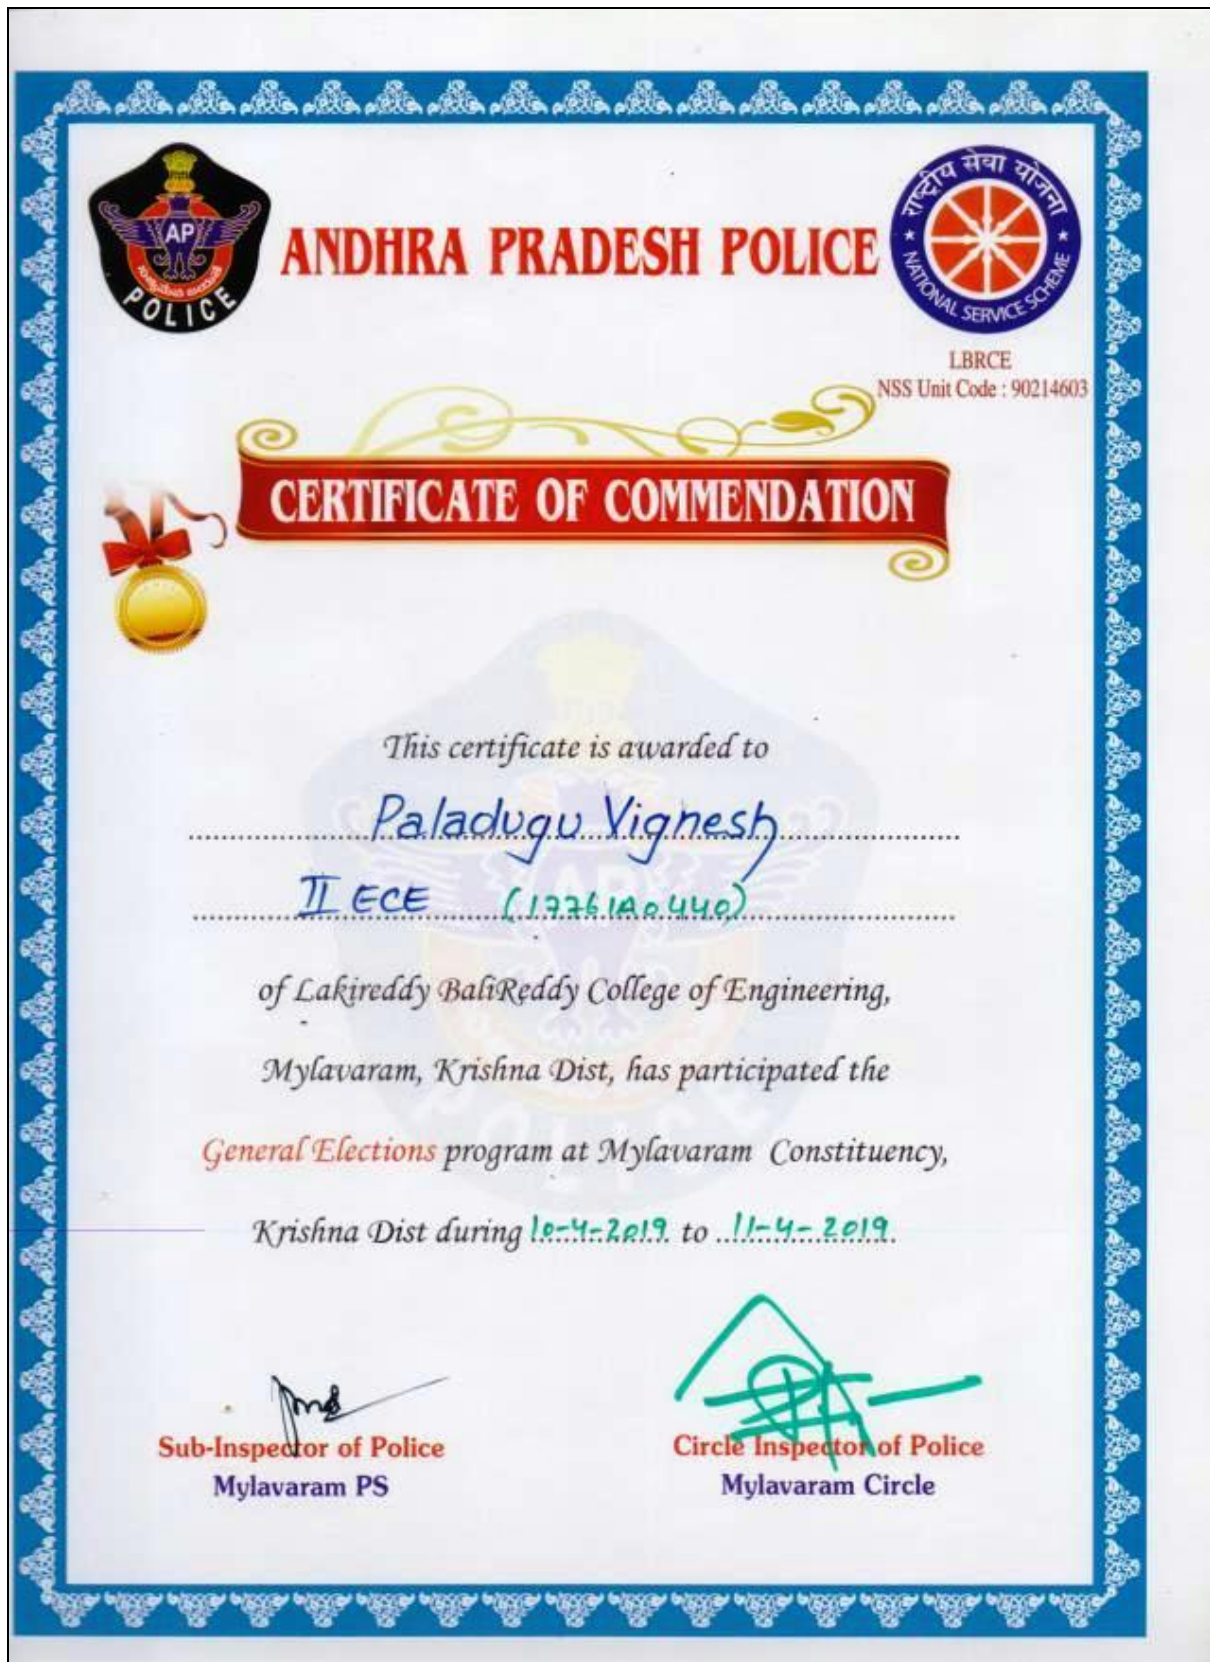 AP
POLICE
ANDHRA PRADESH POLICE
राष्ट्रीय सेवा योजना
NATIONAL SERVICE SCHEME
LBRCE
NSS Unit Code : 90214603
CERTIFICATE OF COMMENDATION
This certificate is awarded to
Paladugu Vignesh
II ECE (17761A0440)
of Lakireddy BaliReddy College of Engineering,
Mylavaram, Krishna Dist, has participated the
General Elections program at Mylavaram Constituency,
Krishna Dist during 10-4-2019 to 11-4-2019.
Sub-Inspector of Police
Mylavaram PS
Circle Inspector of Police
Mylavaram Circle